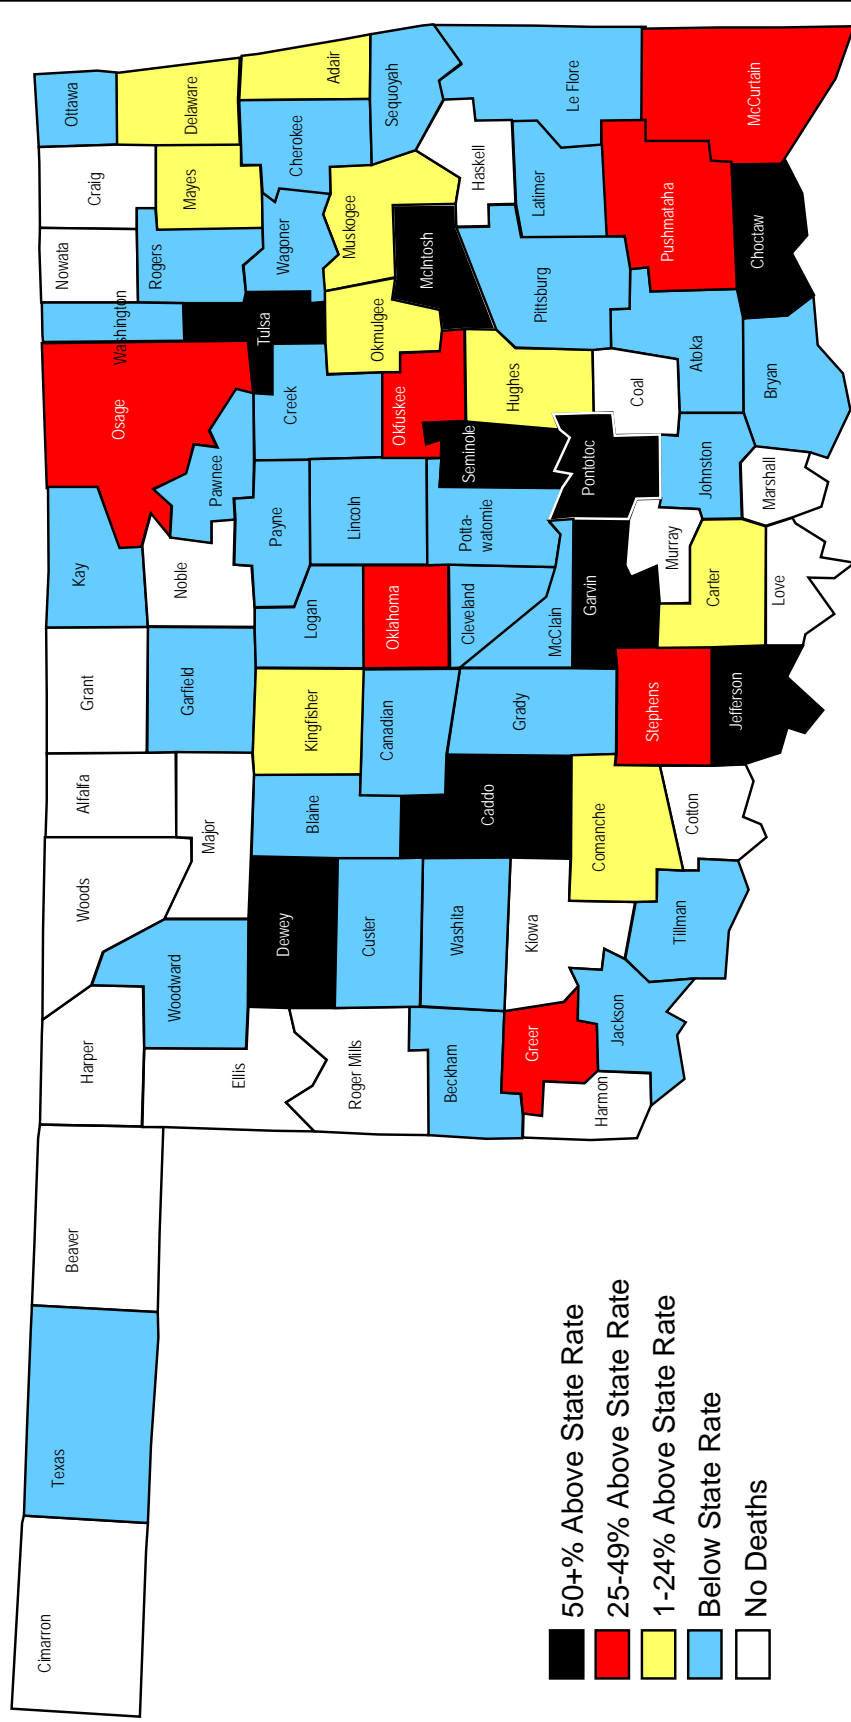 Cimarron
Texas
Beaver
Harper
Ellis
Woods
Woodward
Alfalfa
Major
Grant
Garfield
Kay
Noble
Osage
Pawnee
Washington
Nowata
Rogers
Craig
Mayes
Ottawa
Delaware
Adair
Cherokee
Wagoner
Tulsa
Creek
Payne
Logan
Kingfisher
Blaine
Dewey
Roger Mills
Custer
Canadian
Oklahoma
Lincoln
Okfuskee
Okmulgee
Muskogee
Sequoyah
McIntosh
Haskell
Le Flore
Latimer
Pittsburg
Hughes
Seminole
Potta-
watomie
Cleveland
McClain
Grady
Caddo
Washita
Beckham
Greer
Harmon
Kiowa
Jackson
Tillman
Comanche
Cotton
Stephens
Jefferson
Garvin
Murray
Carter
Love
Pontotoc
Johnston
Marshall
Coal
Atoka
Bryan
Pushmataha
Choctaw
McCurtain
50+% Above State Rate
25-49% Above State Rate
1-24% Above State Rate
Below State Rate
No Deaths